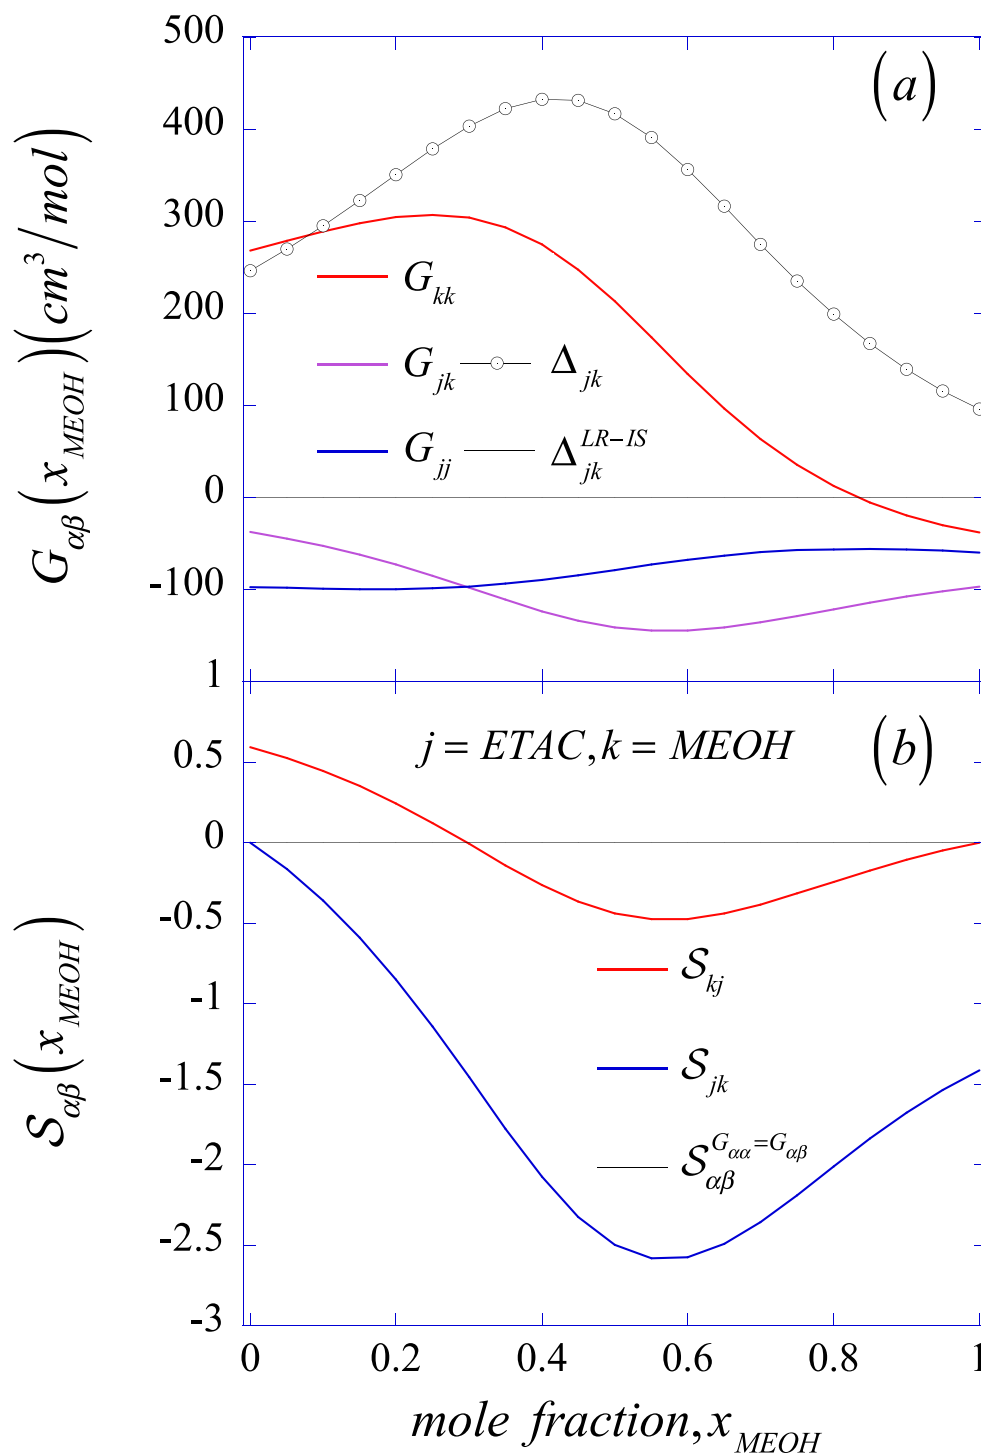 500
(a)
400
300
200
100
0
-100
G_kk
G_jk Δ_jk
G_jj Δ_jk^{LR−IS}
G_αβ(x_MEOH)(cm³/mol)
1
j = ETAC, k = MEOH (b)
0.5
0
-0.5
-1
-1.5
-2
-2.5
-3
S_kj
S_jk
S_αβ^{G_αα=G_αβ}
S_αβ(x_MEOH)
0 0.2 0.4 0.6 0.8 1
mole fraction, x_MEOH